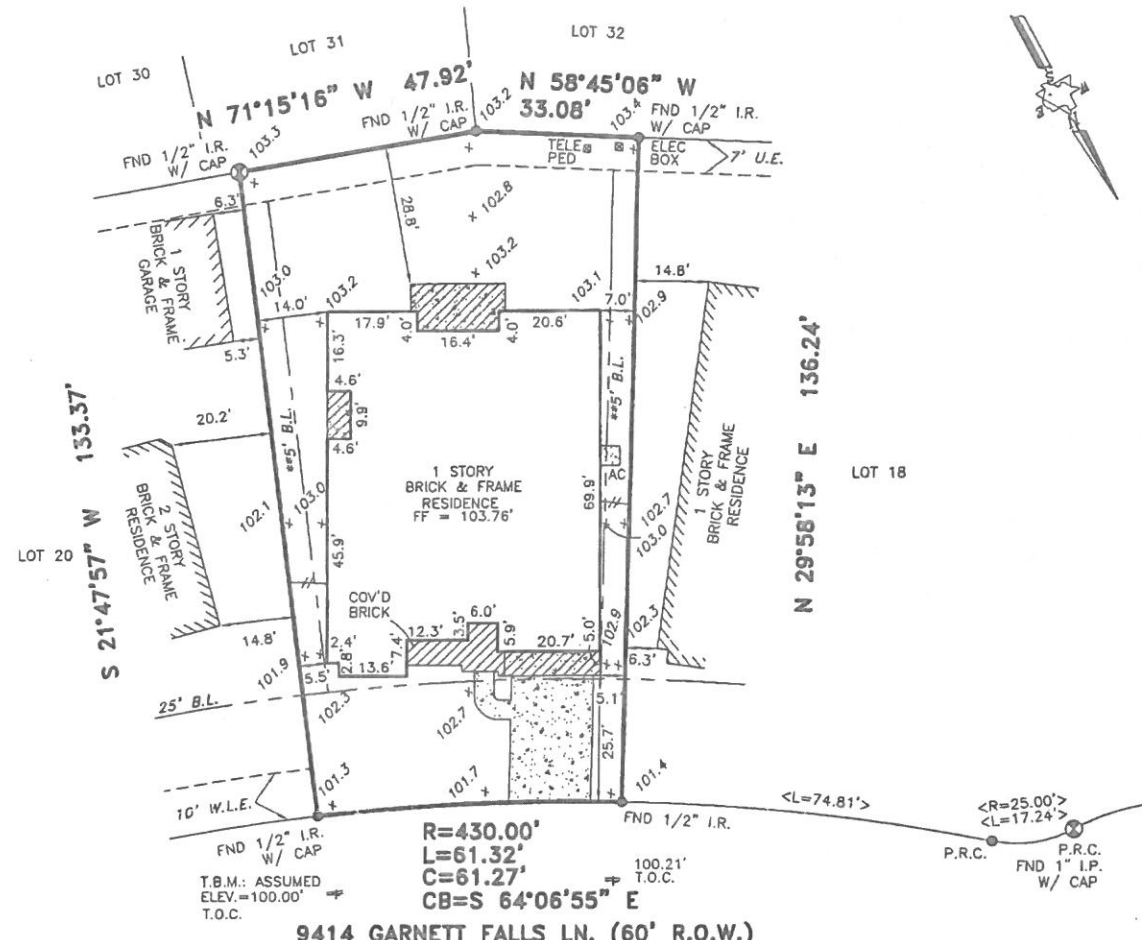 LOT 30
LOT 31
LOT 32
N 71°15'16" W 47.92'
N 58°45'06" W
33.08'
FND 1/2" I.R.
W/ CAP
103.3
FND 1/2" I.R.
W/ CAP
103.2
103.4
FND 1/2" I.R.
W/ CAP
TELE
PED
ELEC
BOX
7' U.E.
N
6.3'
28.8'
102.8
103.2
1 STORY
BRICK & FRAME
GARAGE
103.0
14.0'
103.2
103.1
7.0'
102.9
14.8'
17.9'
4.0'
16.4'
4.0'
20.6'
5.3'
16.3'
4.6'
9.9'
4.6'
**5' B.L.
**5' B.L.
S 21°47'57" W 133.37'
N 29°58'13" E 136.24'
20.2'
1 STORY
BRICK & FRAME
RESIDENCE
FF = 103.76'
69.9'
AC
1 STORY
BRICK & FRAME
RESIDENCE
LOT 18
LOT 20
2 STORY
BRICK & FRAME
RESIDENCE
102.1
103.0
102.7
103.0
45.9'
COV'D
BRICK
12.3'
3.5'
6.0'
5.9'
20.7'
5.0'
102.9
102.3
14.8'
2.4'
2.8'
13.6'
7.4'
6.3'
101.9
5.5'
25' B.L.
102.3
102.7
5.1'
25.7'
10' W.L.E.
101.3
101.7
101.4
<L=74.81'>
<R=25.00'>
<L=17.24'>
FND 1/2" I.R.
W/ CAP
FND 1/2" I.R.
P.R.C.
P.R.C.
FND 1" I.P.
W/ CAP
R=430.00'
L=61.32'
C=61.27'
CB=S 64°06'55" E
100.21'
T.O.C.
T.B.M.: ASSUMED
ELEV.=100.00'
T.O.C.
9414 GARNETT FALLS LN. (60' R.O.W.)